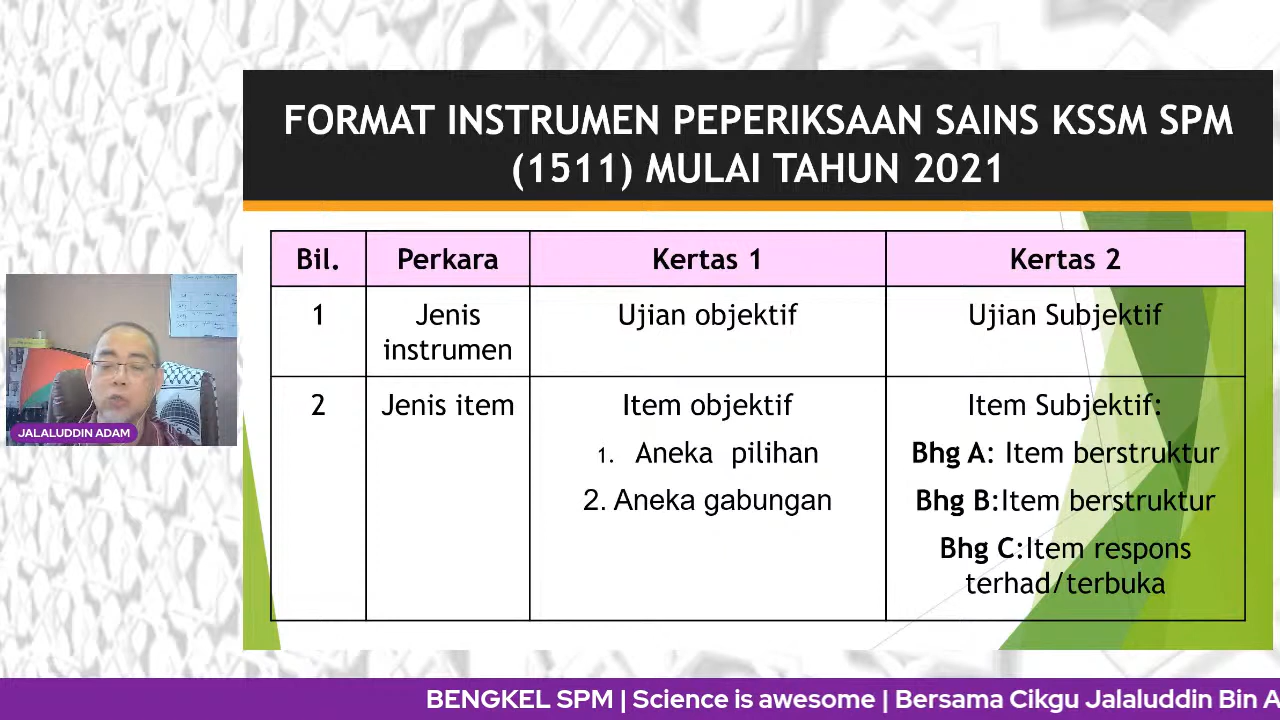 FORMAT INSTRUMEN PEPERIKSAAN SAINS KSSM SPM
(1511) MULAI TAHUN 2021
Bil.
Perkara
Kertas 1
Kertas 2
1
Jenis
instrumen
Ujian objektif
Ujian Subjektif
2
Jenis item
Item objektif
1. Aneka pilihan
2. Aneka gabungan
Item Subjektif:
Bhg A: Item berstruktur
Bhg B:Item berstruktur
Bhg C:Item respons
terhad/terbuka
JALALUDDIN ADAM
BENGKEL SPM | Science is awesome | Bersama Cikgu Jalaluddin Bin A